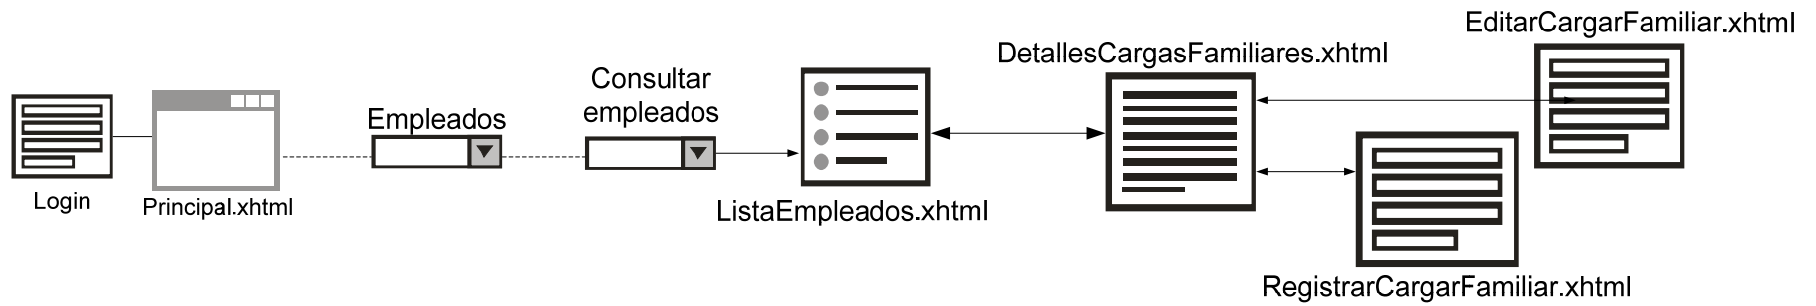 Login
Principal.xhtml
Empleados
Consultar
empleados
ListaEmpleados.xhtml
DetallesCargasFamiliares.xhtml
EditarCargarFamiliar.xhtml
RegistrarCargarFamiliar.xhtml